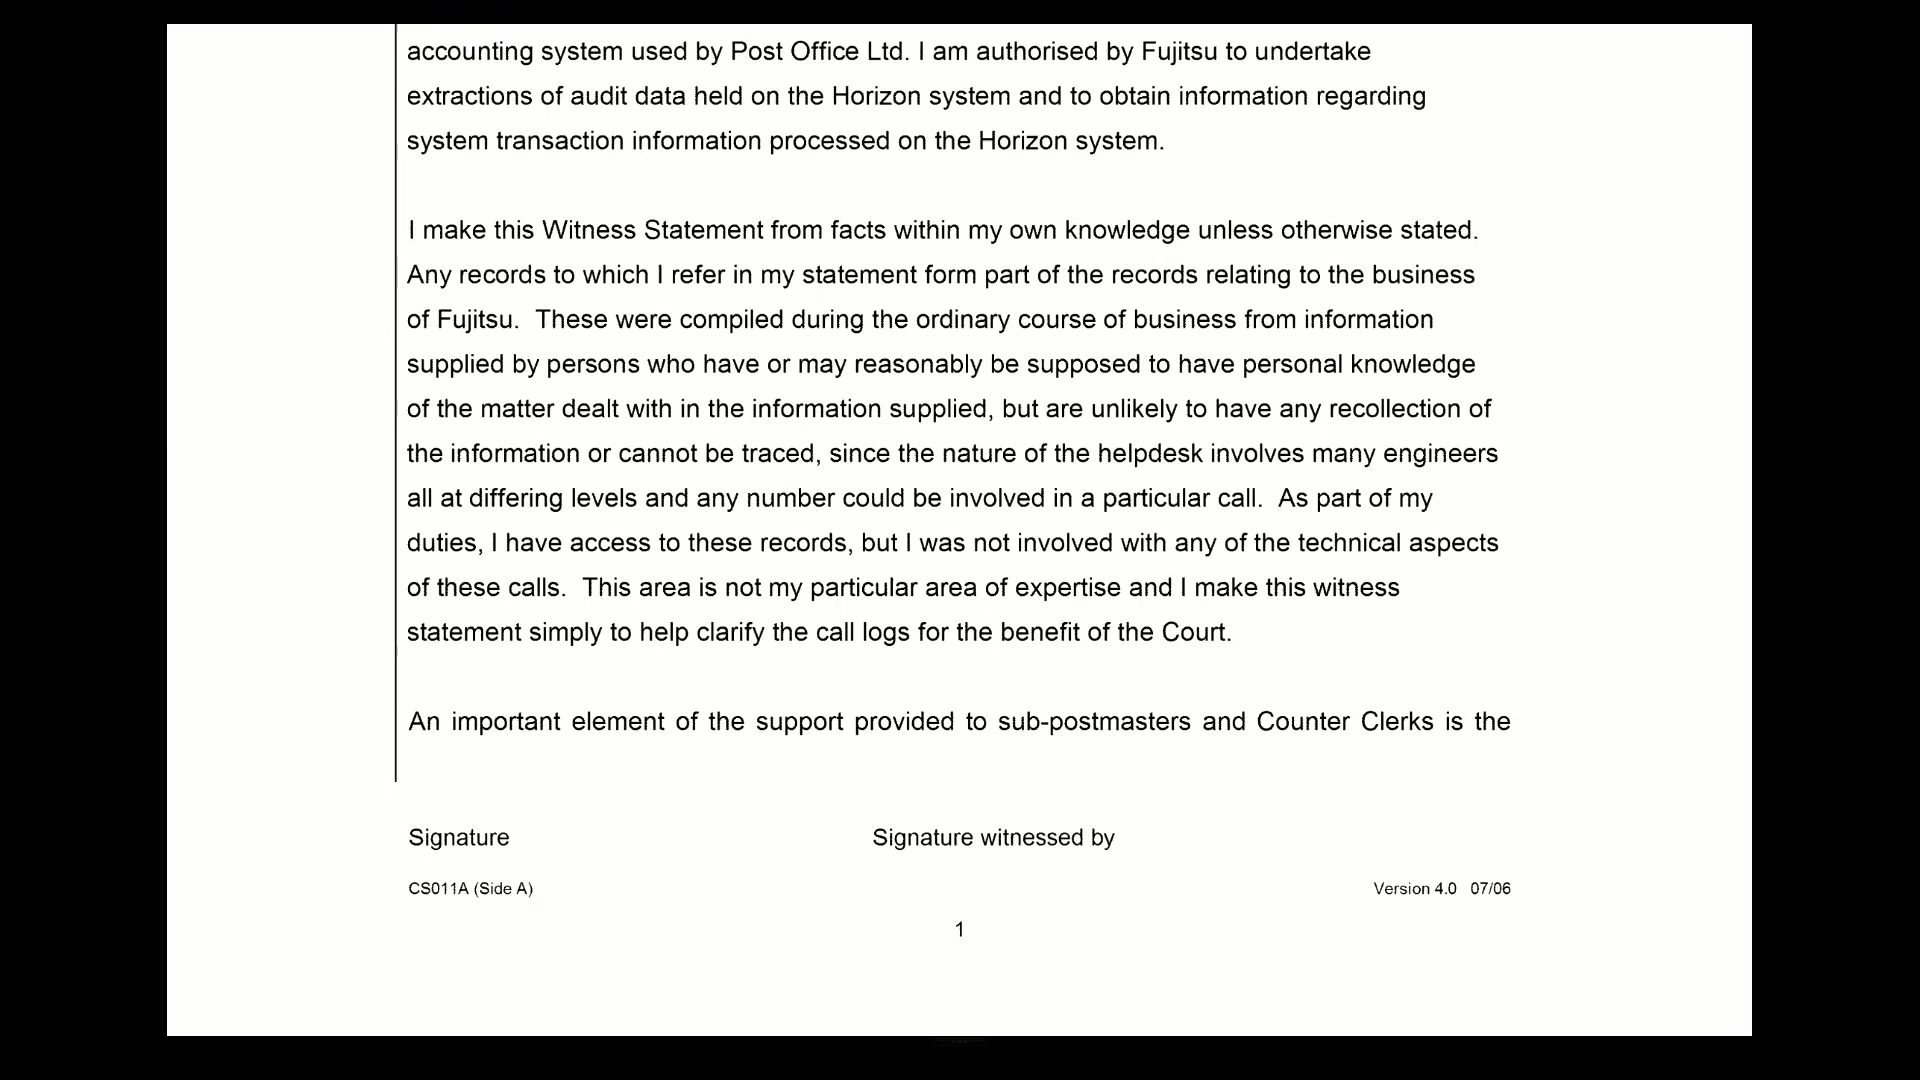 accounting system used by Post Office Ltd. I am authorised by Fujitsu to undertake
extractions of audit data held on the Horizon system and to obtain information regarding
system transaction information processed on the Horizon system.
I make this Witness Statement from facts within my own knowledge unless otherwise stated.
Any records to which I refer in my statement form part of the records relating to the business
of Fujitsu.  These were compiled during the ordinary course of business from information
supplied by persons who have or may reasonably be supposed to have personal knowledge
of the matter dealt with in the information supplied, but are unlikely to have any recollection of
the information or cannot be traced, since the nature of the helpdesk involves many engineers
all at differing levels and any number could be involved in a particular call.  As part of my
duties, I have access to these records, but I was not involved with any of the technical aspects
of these calls.  This area is not my particular area of expertise and I make this witness
statement simply to help clarify the call logs for the benefit of the Court.
An important element of the support provided to sub-postmasters and Counter Clerks is the
Signature Signature witnessed by
CS011A (Side A) Version 4.0 07/06
1